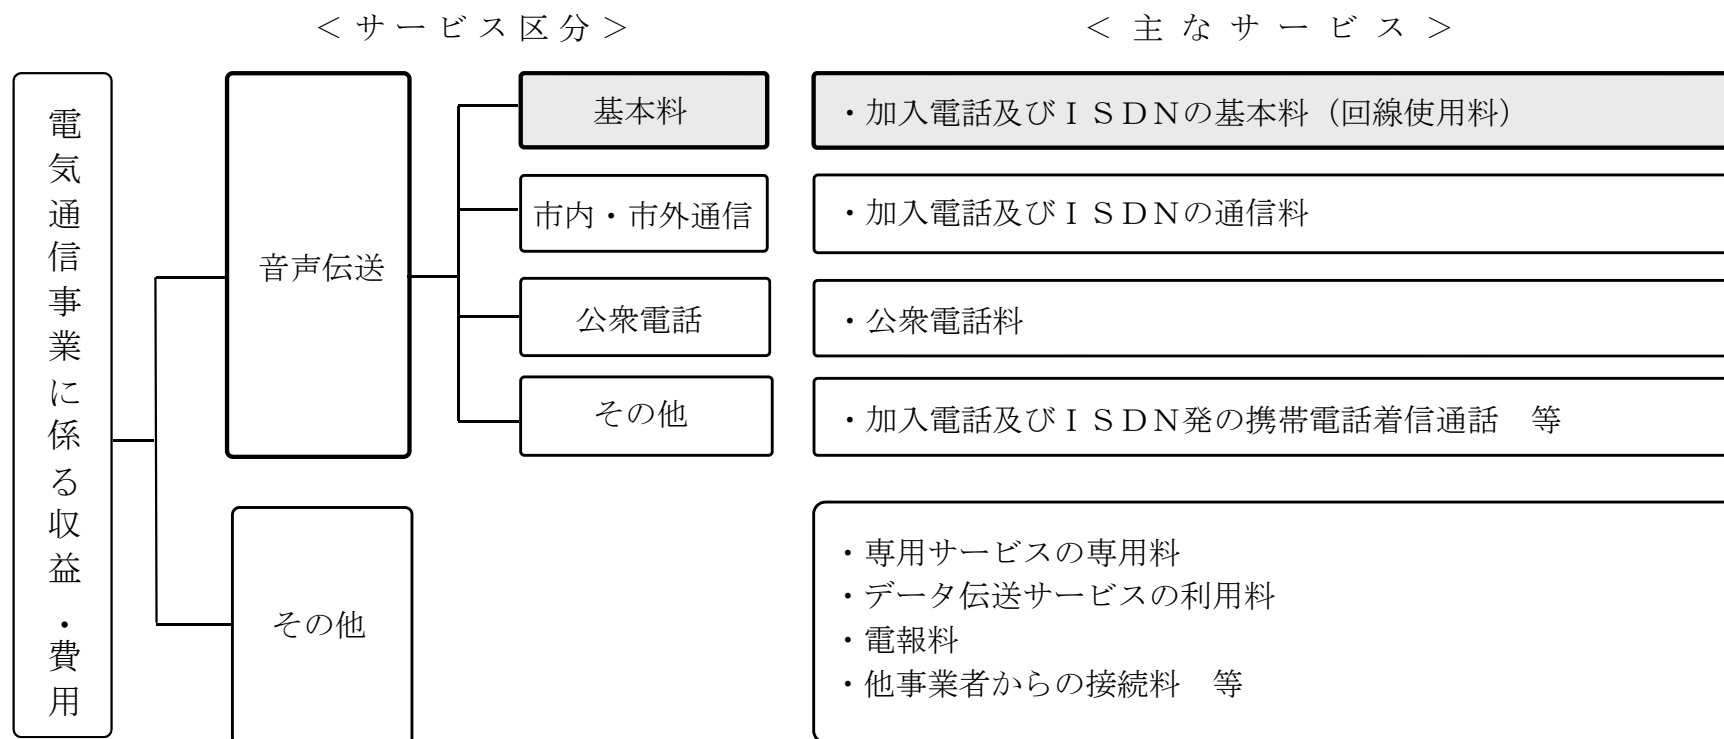 ＜サービス区分＞
＜主なサービス＞
電気通信事業に係る収益・費用
音声伝送
基本料
・加入電話及びＩＳＤＮの基本料（回線使用料）
市内・市外通信
・加入電話及びＩＳＤＮの通信料
公衆電話
・公衆電話料
その他
・加入電話及びＩＳＤＮ発の携帯電話着信通話　等
その他
・専用サービスの専用料
・データ伝送サービスの利用料
・電報料
・他事業者からの接続料　等